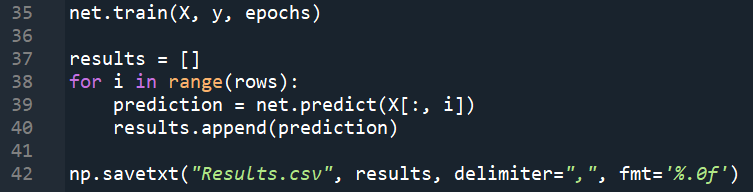 35 net.train(X, y, epochs)
36
37 results = []
38 for i in range(rows):
39     prediction = net.predict(X[:, i])
40     results.append(prediction)
41
42 np.savetxt("Results.csv", results, delimiter=",", fmt='%.0f')